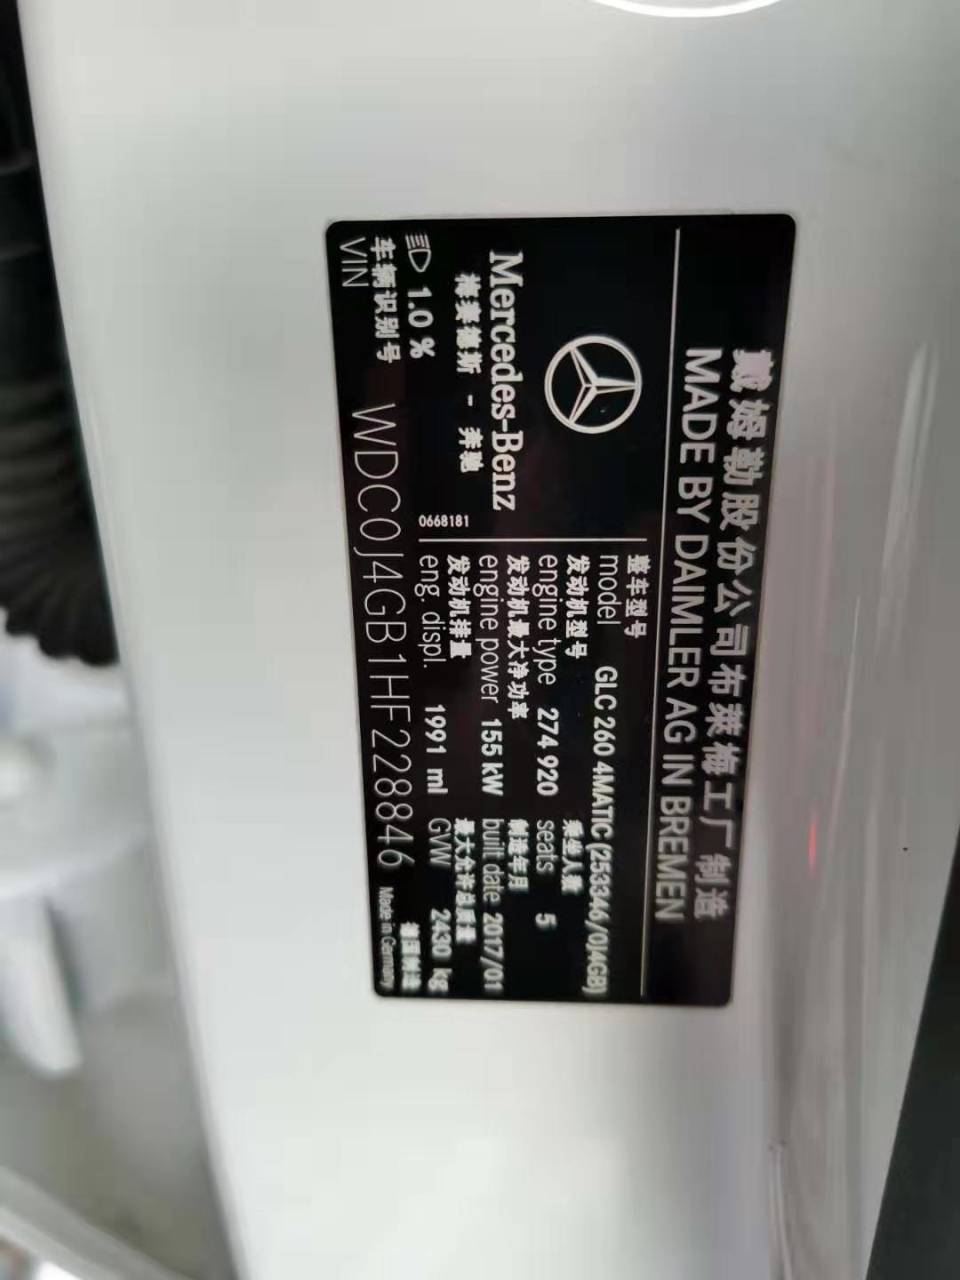 戴姆勒股份公司布莱梅工厂制造
MADE BY DAIMLER AG IN BREMEN
Mercedes-Benz
梅赛德斯 - 奔驰
1.0 %
0668181
整车型号
model GLC 260 4MATIC (253346/0J4GB)
发动机型号 乘坐人数
engine type 274 920 seats 5
发动机最大净功率 制造年月
engine power 155 kW built date 2017/01
发动机排量 最大允许总质量
eng. displ. 1991 ml GVW 2430 kg
车辆识别号 德国制造
VIN WDC0J4GB1HF228846 Made in Germany